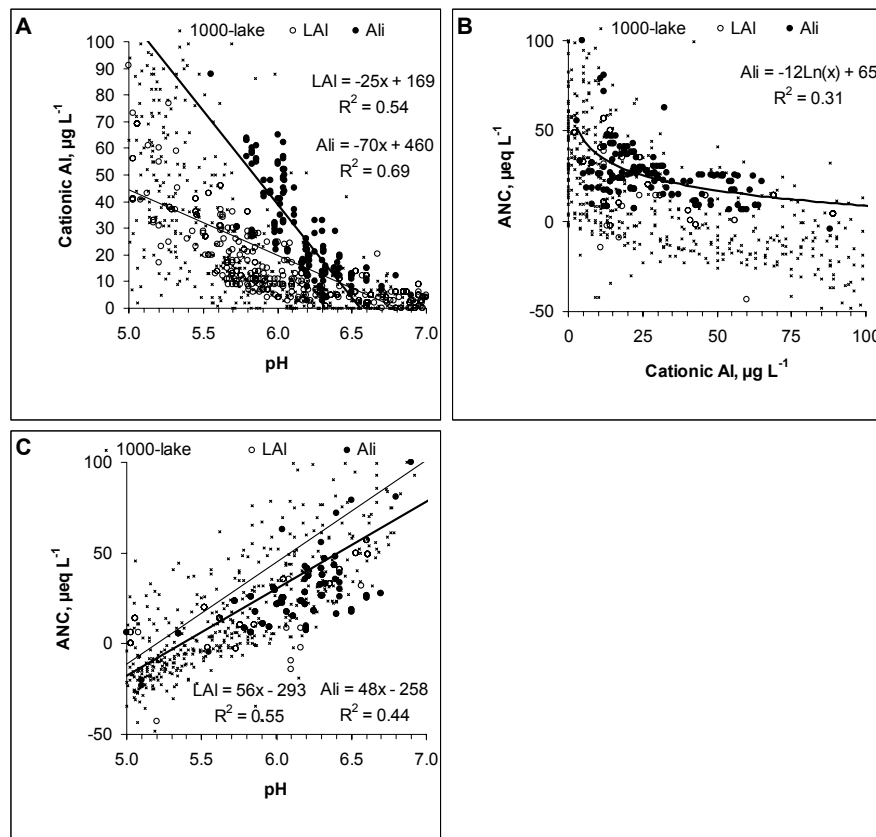 A 1000-lake LAl Ali
Cationic Al, µg L-1
100
90
80
70
60
50
40
30
20
10
0
LAl = -25x + 169
R2 = 0.54
Ali = -70x + 460
R2 = 0.69
5.0 5.5 6.0 6.5 7.0
pH
B 1000-lake LAl Ali
ANC, µeq L-1
100
50
0
-50
Ali = -12Ln(x) + 65
R2 = 0.31
0 25 50 75 100
Cationic Al, µg L-1
C 1000-lake LAl Ali
ANC, µeq L-1
100
50
0
-50
LAl = 56x - 293 Ali = 48x - 258
R2 = 0.55 R2 = 0.44
5.0 5.5 6.0 6.5 7.0
pH